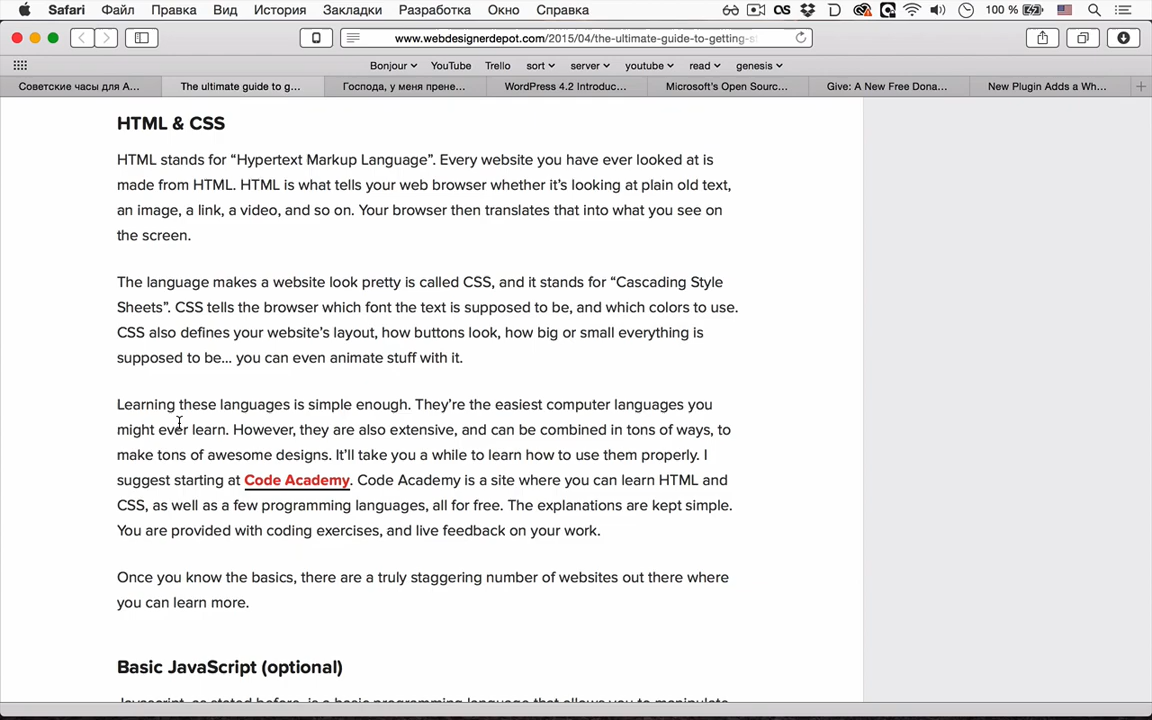 Safari Файл Правка Вид История Закладки Разработка Окно Справка 100 %
www.webdesignerdepot.com/2015/04/the-ultimate-guide-to-getting-s
Bonjour YouTube Trello sort server youtube read genesis
Советские часы для A... The ultimate guide to g... Господа, у меня прене... WordPress 4.2 Introduc... Microsoft's Open Sourc... Give: A New Free Dona... New Plugin Adds a Wh...
HTML & CSS
HTML stands for “Hypertext Markup Language”. Every website you have ever looked at is
made from HTML. HTML is what tells your web browser whether it’s looking at plain old text,
an image, a link, a video, and so on. Your browser then translates that into what you see on
the screen.
The language makes a website look pretty is called CSS, and it stands for “Cascading Style
Sheets”. CSS tells the browser which font the text is supposed to be, and which colors to use.
CSS also defines your website’s layout, how buttons look, how big or small everything is
supposed to be... you can even animate stuff with it.
Learning these languages is simple enough. They’re the easiest computer languages you
might ever learn. However, they are also extensive, and can be combined in tons of ways, to
make tons of awesome designs. It’ll take you a while to learn how to use them properly. I
suggest starting at Code Academy. Code Academy is a site where you can learn HTML and
CSS, as well as a few programming languages, all for free. The explanations are kept simple.
You are provided with coding exercises, and live feedback on your work.
Once you know the basics, there are a truly staggering number of websites out there where
you can learn more.
Basic JavaScript (optional)
Javascript, as stated before, is a basic programming language that allows you to manipulate